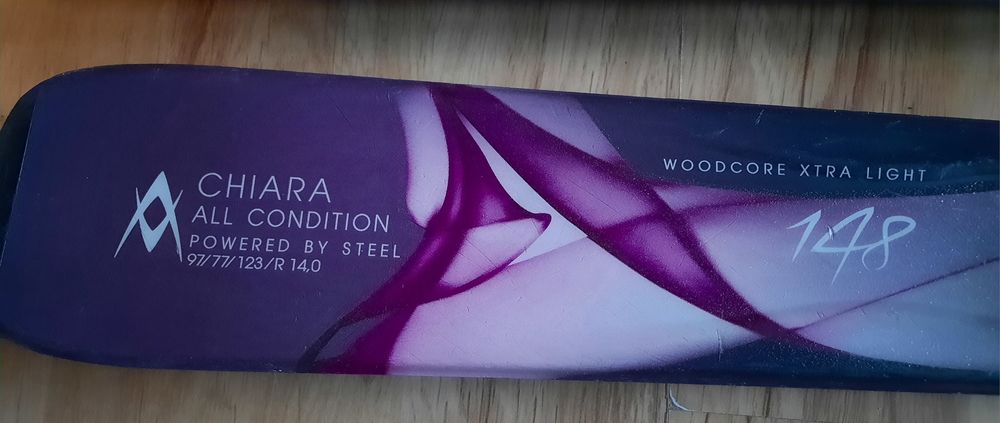 CHIARA
ALL CONDITION
POWERED BY STEEL
97/77/123/R 14,0
WOODCORE XTRA LIGHT
148